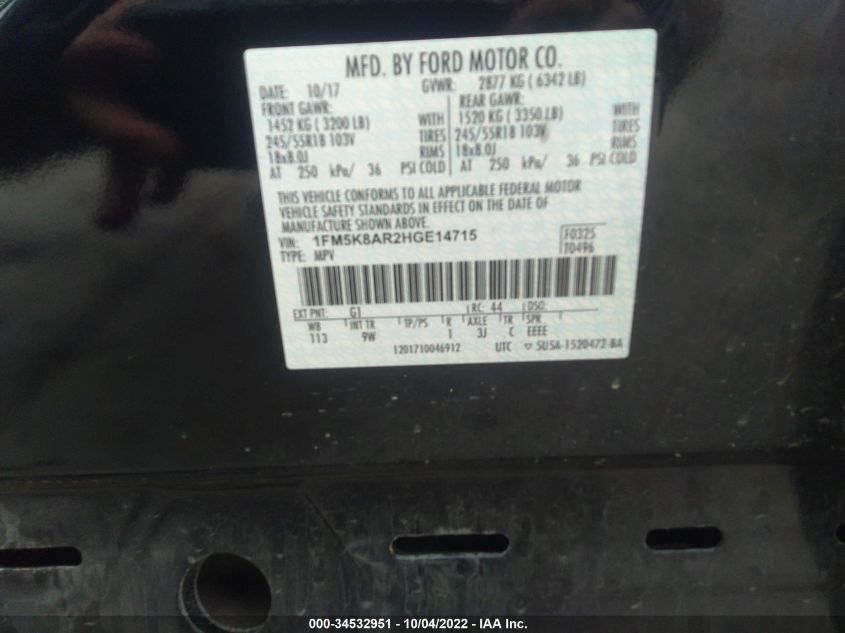 MFD. BY FORD MOTOR CO.
DATE: 10/17 GVWR: 2877 KG ( 6342 LB)
FRONT GAWR: REAR GAWR:
1452 KG ( 3200 LB) WITH 1520 KG ( 3350 LB) WITH
245/55R18 103V TIRES 245/55R18 103V TIRES
18x8.0J RIMS 18x8.0J RIMS
AT 250 kPa/ 36 PSI COLD AT 250 kPa/ 36 PSI COLD
THIS VEHICLE CONFORMS TO ALL APPLICABLE FEDERAL MOTOR
VEHICLE SAFETY STANDARDS IN EFFECT ON THE DATE OF
MANUFACTURE SHOWN ABOVE.
VIN: 1FM5K8AR2HGE14715 F0325
TYPE: MPV T0496
EXT PNT: G1 RC: 44 DSO:
WB INT TR TP/PS R AXLE TR SPR
113 9W 1 3J C EEEE
1201710046912 UTC ▽ 5U5A-1520472-BA
000-34532951 - 10/04/2022 - IAA Inc.